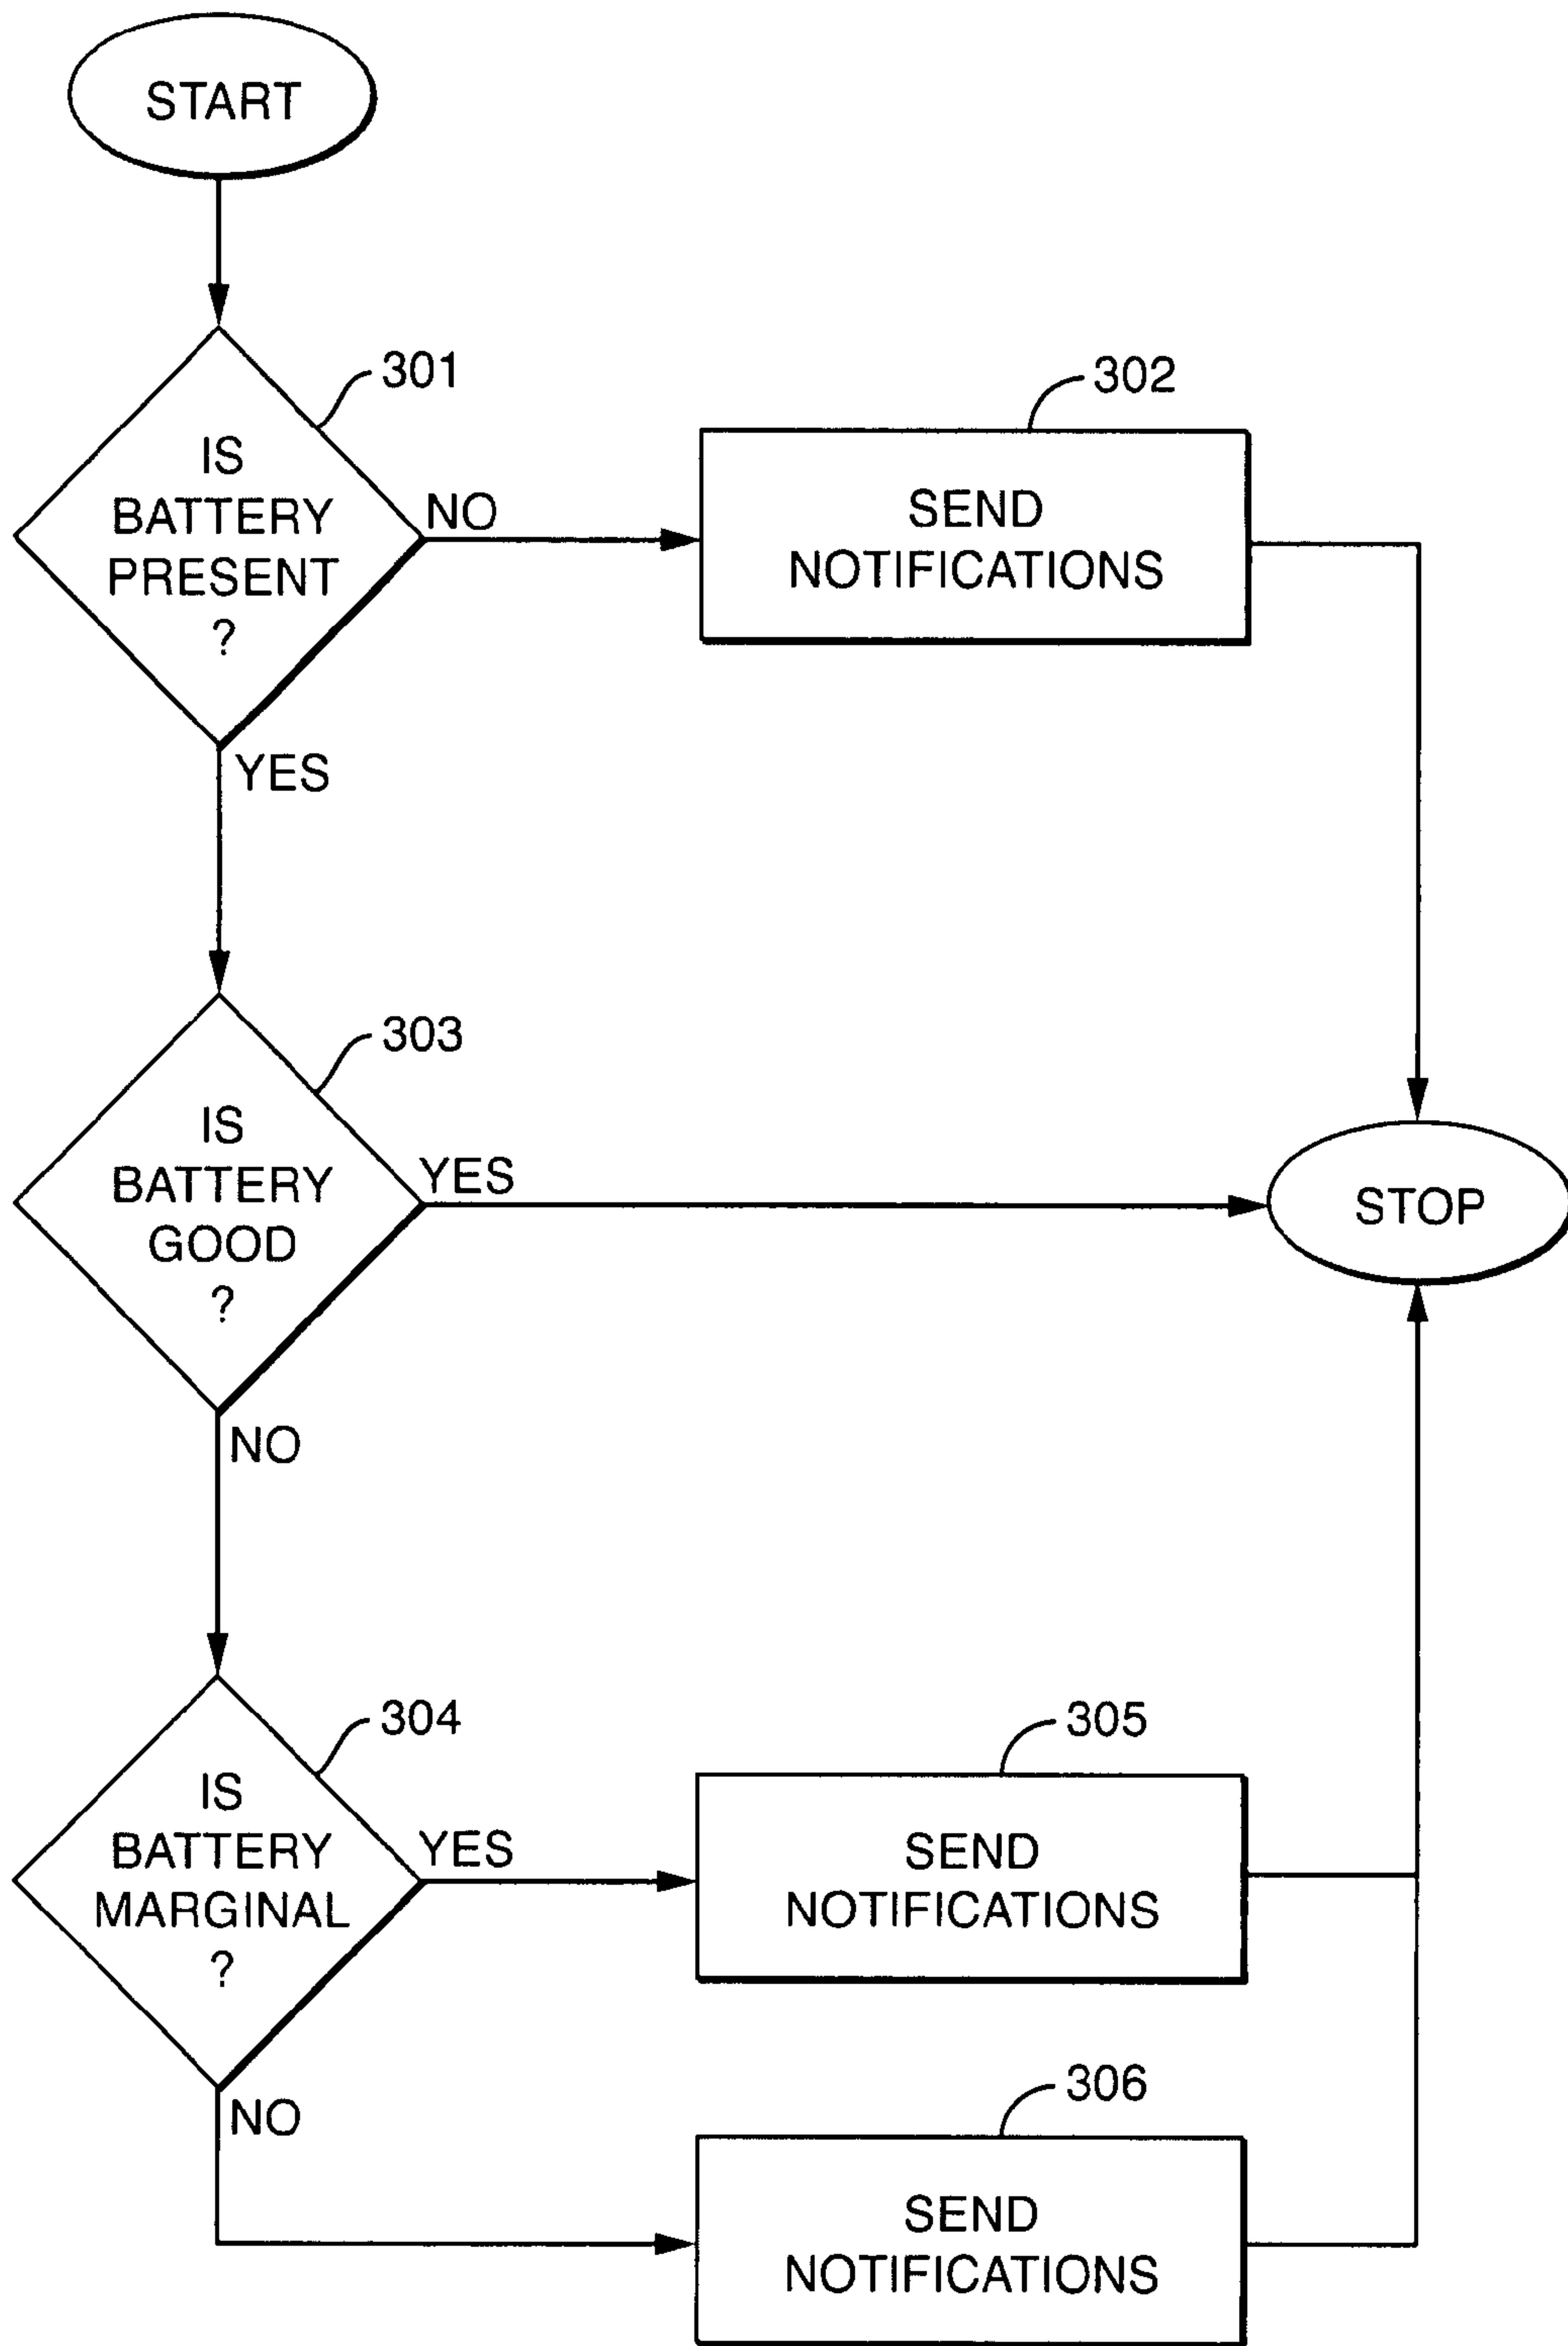 START
301
IS
BATTERY
PRESENT
?
NO
YES
302
SEND
NOTIFICATIONS
303
IS
BATTERY
GOOD
?
YES
NO
STOP
304
IS
BATTERY
MARGINAL
?
YES
NO
305
SEND
NOTIFICATIONS
306
SEND
NOTIFICATIONS